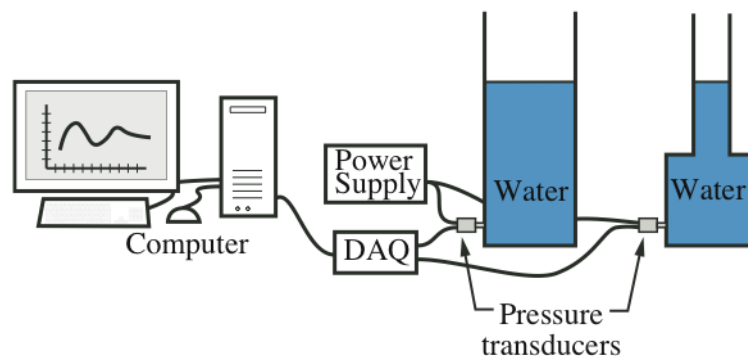 Water
Water
Power
Supply
Computer
DAQ
Pressure
transducers